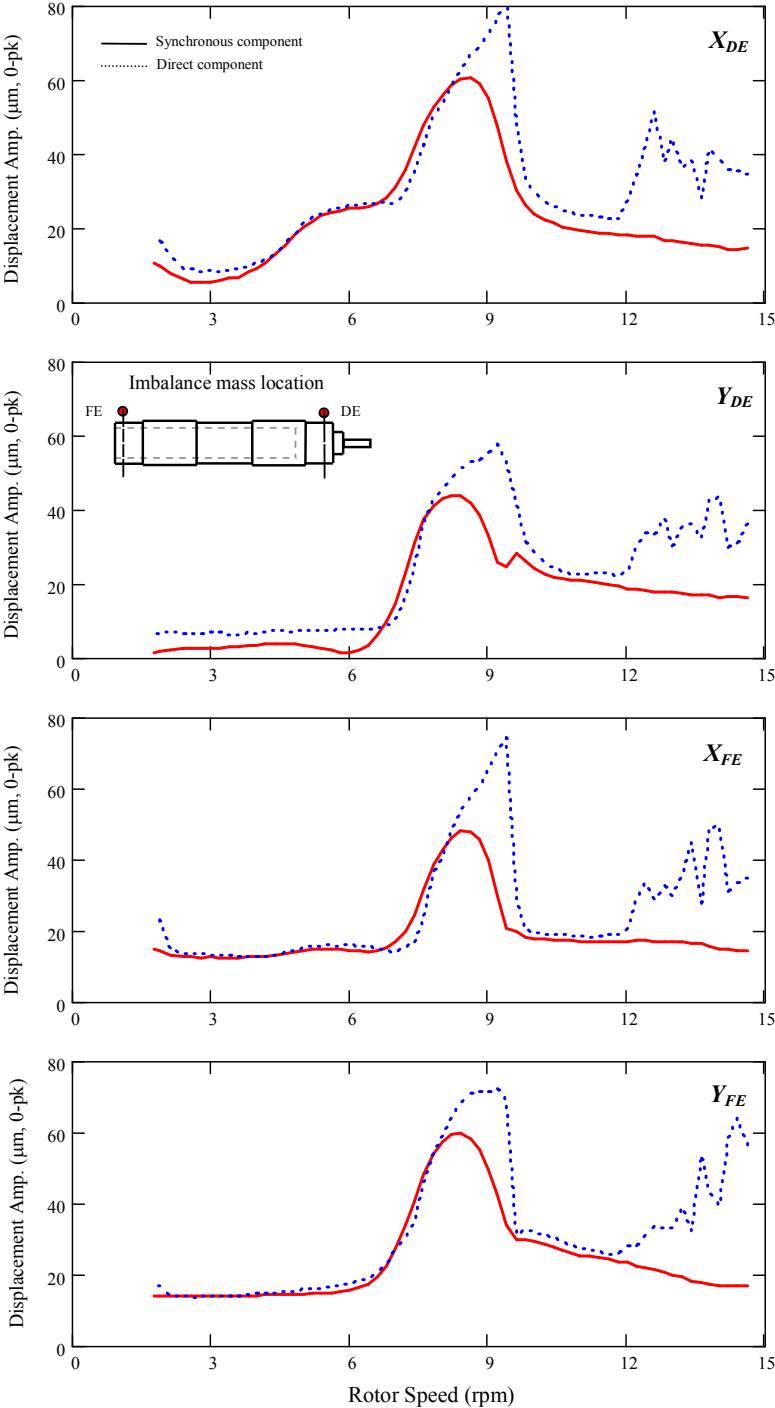 80
60
40
20
0
Displacement Amp. (μm, 0-pk)
Synchronous component
Direct component
X_DE
3 6 9 12 15
80
60
40
20
0
Displacement Amp. (μm, 0-pk)
Imbalance mass location
FE DE
Y_DE
3 6 9 12 15
80
60
40
20
0
Displacement Amp. (μm, 0-pk)
X_FE
3 6 9 12 15
80
60
40
20
0
Displacement Amp. (μm, 0-pk)
Y_FE
3 6 9 12 15
Rotor Speed (rpm)